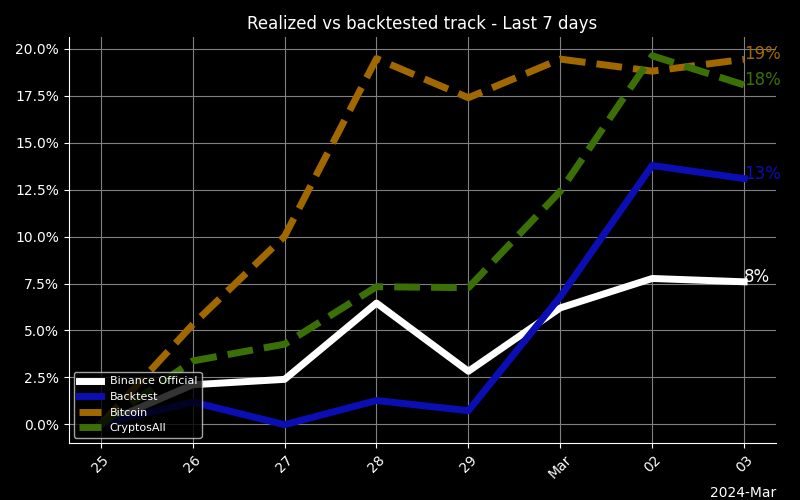 Realized vs backtested track - Last 7 days
20.0%
17.5%
15.0%
12.5%
10.0%
7.5%
5.0%
2.5%
0.0%
19%
18%
13%
8%
Binance Official
Backtest
Bitcoin
CryptosAll
25
26
27
28
29
Mar
02
03
2024-Mar